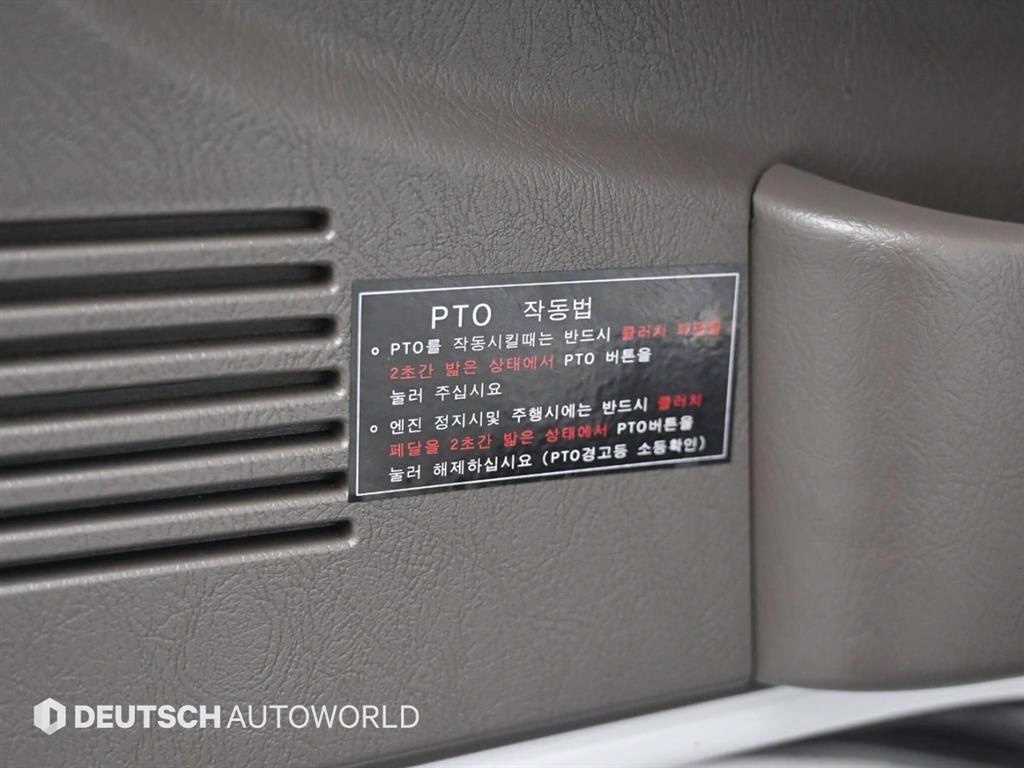 PTO 작동법
o PTO를 작동시킬때는 반드시 클러치 페달을
2초간 밟은 상태에서 PTO 버튼을
눌러 주십시요
o 엔진 정지시및 주행시에는 반드시 클러치
페달을 2초간 밟은 상태에서 PTO버튼을
눌러 해제하십시요 (PTO경고등 소등확인)
DEUTSCH AUTOWORLD